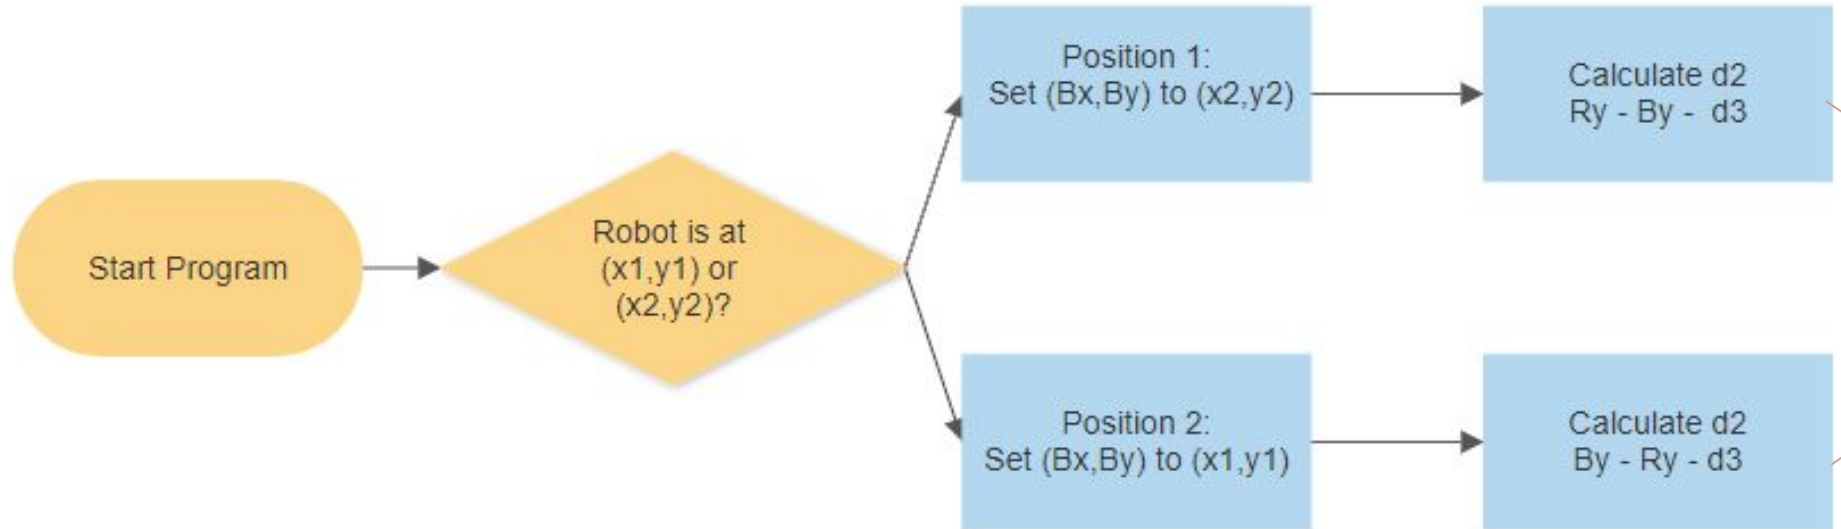 Start Program
Robot is at
(x1,y1) or
(x2,y2)?
Position 1:
Set (Bx,By) to (x2,y2)
Calculate d2
Ry - By - d3
Position 2:
Set (Bx,By) to (x1,y1)
Calculate d2
By - Ry - d3